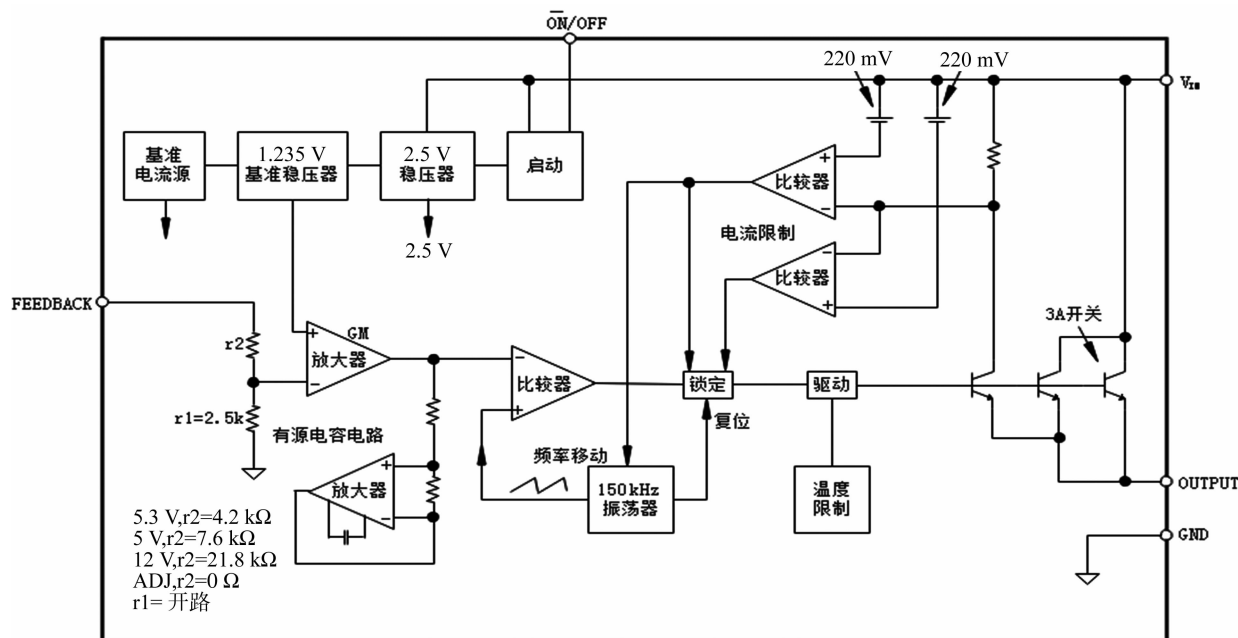 ON/OFF
220 mV
220 mV
VIN
基准
电流源
1.235 V
基准稳压器
2.5 V
稳压器
启动
2.5 V
+
比较器
−
电流限制
−
比较器
+
FEEDBACK
r2
r1=2.5k
+
GM
放大器
−
−
比较器
+
锁定
驱动
3A开关
复位
有源电容电路
+
放大器
−
频率移动
150kHz
振荡器
温度
限制
OUTPUT
GND
5.3 V,r2=4.2 kΩ
5 V,r2=7.6 kΩ
12 V,r2=21.8 kΩ
ADJ,r2=0 Ω
r1= 开路